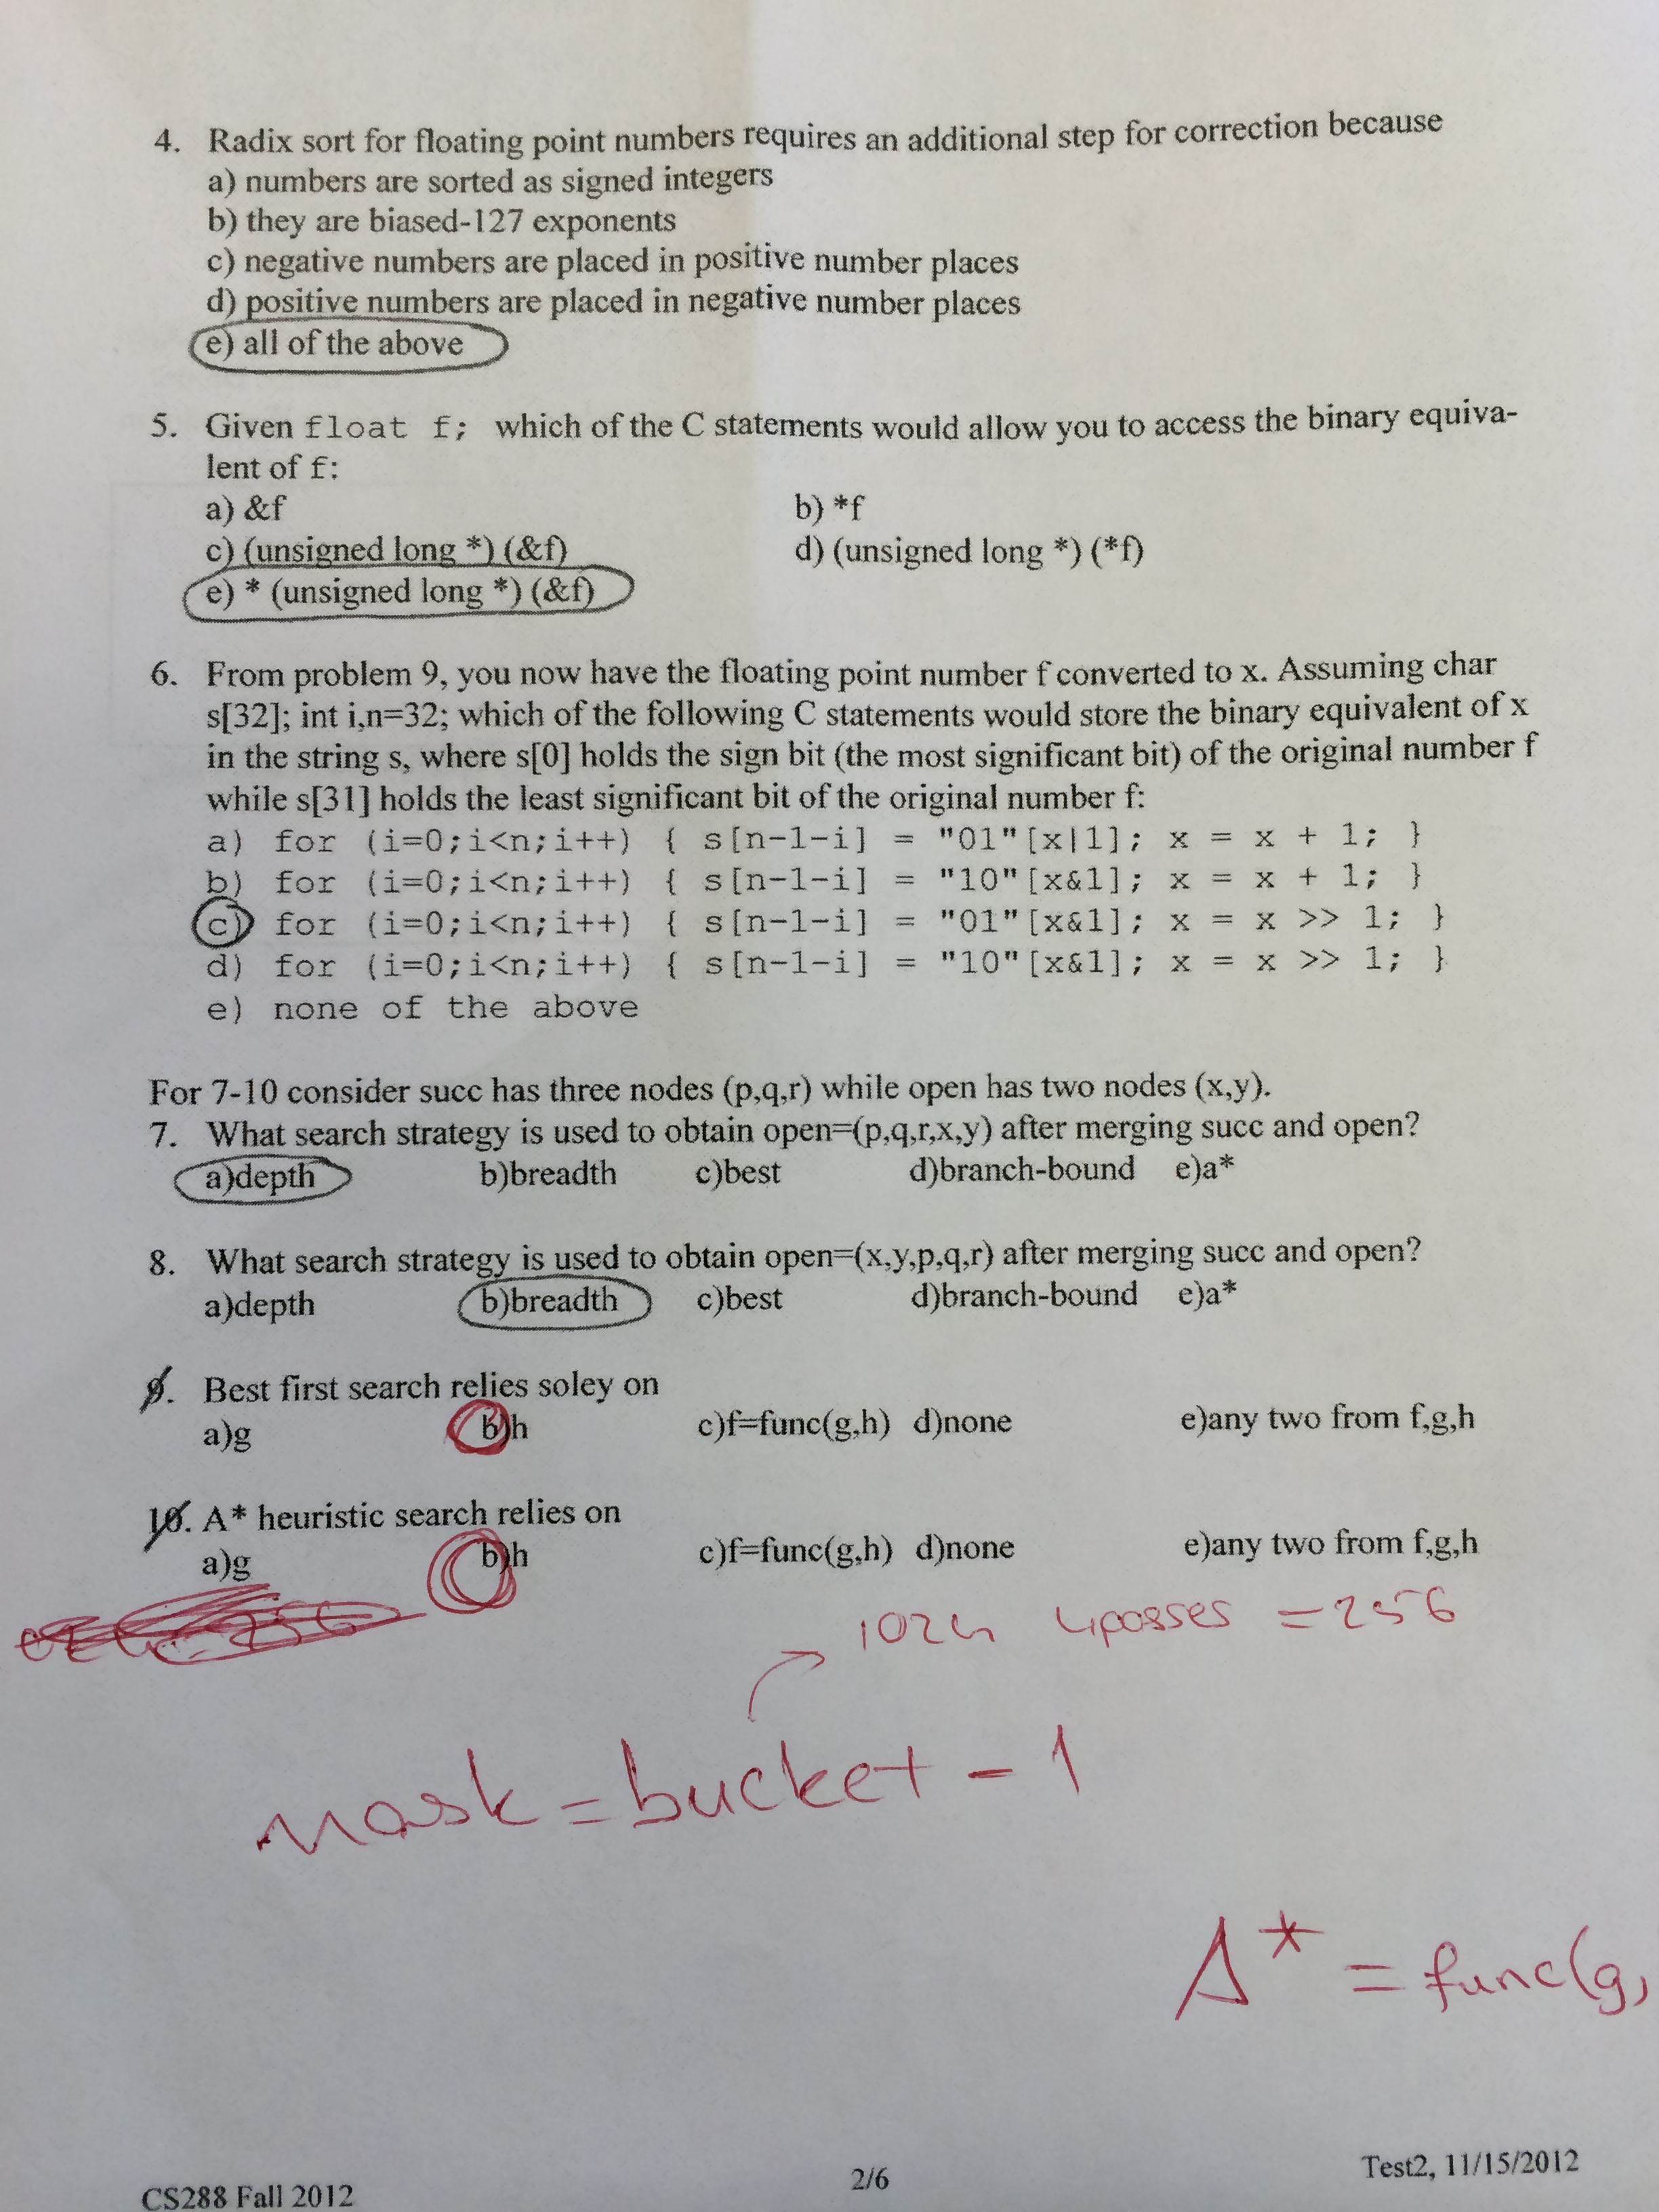 4. Radix sort for floating point numbers requires an additional step for correction because
a) numbers are sorted as signed integers
b) they are biased-127 exponents
c) negative numbers are placed in positive number places
d) positive numbers are placed in negative number places
e) all of the above
5. Given float f; which of the C statements would allow you to access the binary equiva-
lent of f:
a) &f b) *f
c) (unsigned long *) (&f) d) (unsigned long *) (*f)
e) * (unsigned long *) (&f)
6. From problem 9, you now have the floating point number f converted to x. Assuming char
s[32]; int i,n=32; which of the following C statements would store the binary equivalent of x
in the string s, where s[0] holds the sign bit (the most significant bit) of the original number f
while s[31] holds the least significant bit of the original number f:
a) for (i=0;i<n;i++) { s[n-1-i] = "01"[x|1]; x = x + 1; }
b) for (i=0;i<n;i++) { s[n-1-i] = "10"[x&1]; x = x + 1; }
c) for (i=0;i<n;i++) { s[n-1-i] = "01"[x&1]; x = x >> 1; }
d) for (i=0;i<n;i++) { s[n-1-i] = "10"[x&1]; x = x >> 1; }
e) none of the above
For 7-10 consider succ has three nodes (p,q,r) while open has two nodes (x,y).
7. What search strategy is used to obtain open=(p,q,r,x,y) after merging succ and open?
a)depth b)breadth c)best d)branch-bound e)a*
8. What search strategy is used to obtain open=(x,y,p,q,r) after merging succ and open?
a)depth b)breadth c)best d)branch-bound e)a*
9. Best first search relies soley on
a)g b)h c)f=func(g,h) d)none e)any two from f,g,h
10. A* heuristic search relies on
a)g b)h c)f=func(g,h) d)none e)any two from f,g,h
1024 4passes = 256
mask = bucket - 1
A* = func(g,
CS288 Fall 2012 2/6 Test2, 11/15/2012